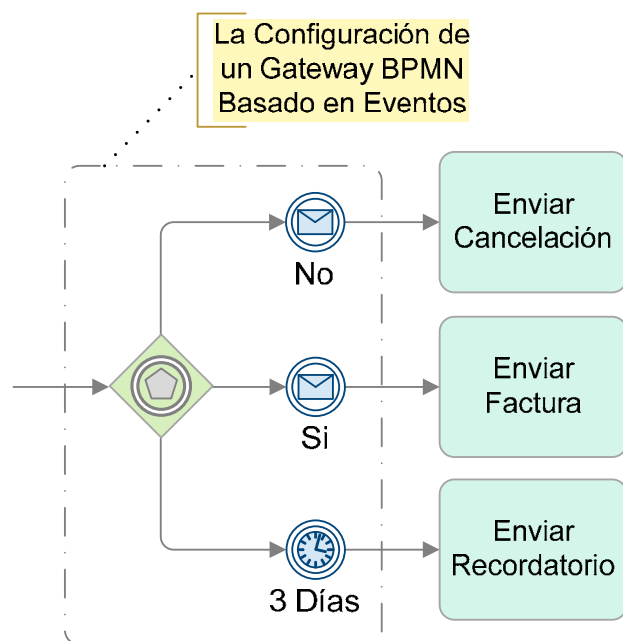 La Configuración de
un Gateway BPMN
Basado en Eventos
Enviar
Cancelación
No
Enviar
Factura
Si
Enviar
Recordatorio
3 Días